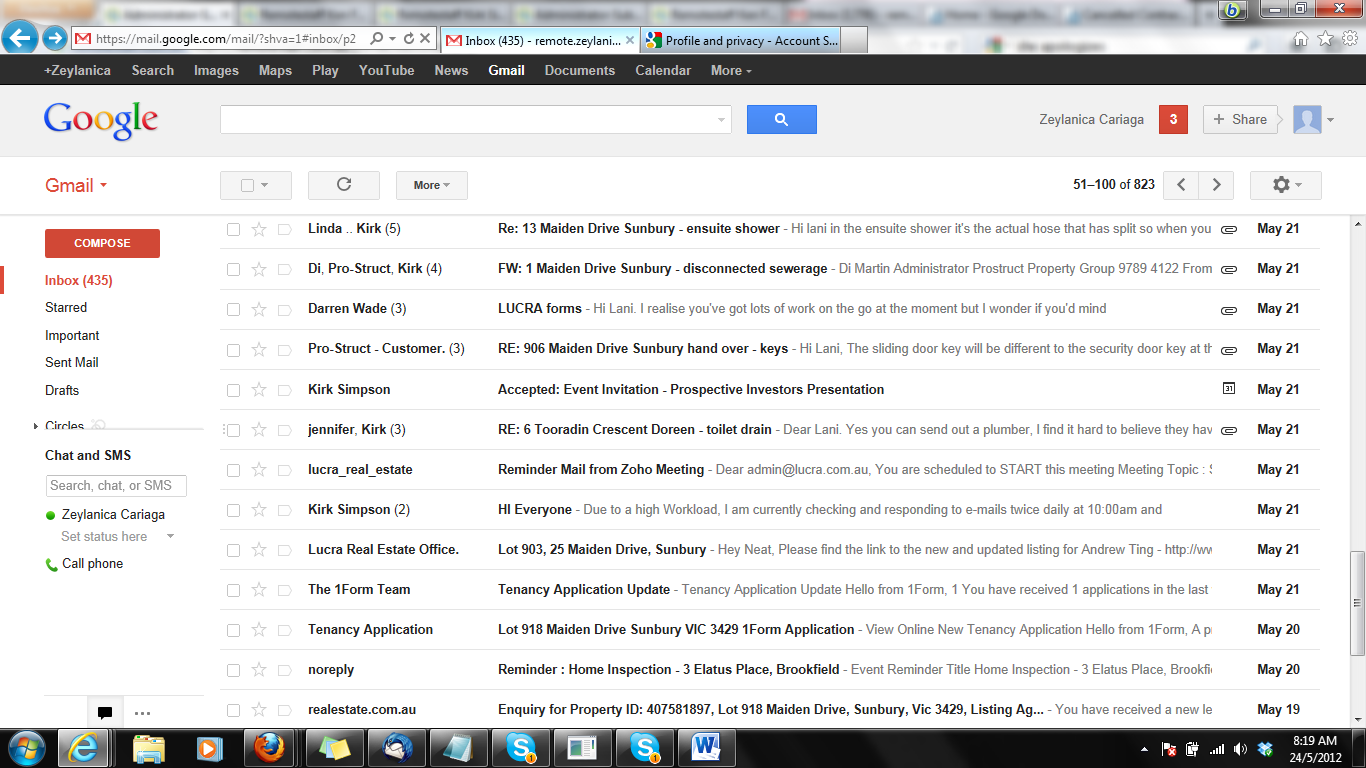 https://mail.google.com/mail/?shva=1#inbox/p2
Inbox (435) - remote.zeylani...
Profile and privacy - Account S...
+Zeylanica Search Images Maps Play YouTube News Gmail Documents Calendar More
Google
Zeylanica Cariaga 3 + Share
Gmail
More
51–100 of 823
COMPOSE
Inbox (435)
Starred
Important
Sent Mail
Drafts
Circles
Chat and SMS
Search, chat, or SMS
Zeylanica Cariaga
Set status here
Call phone
Linda .. Kirk (5) Re: 13 Maiden Drive Sunbury - ensuite shower - Hi lani in the ensuite shower it's the actual hose that has split so when you May 21
Di, Pro-Struct, Kirk (4) FW: 1 Maiden Drive Sunbury - disconnected sewerage - Di Martin Administrator Prostruct Property Group 9789 4122 From May 21
Darren Wade (3) LUCRA forms - Hi Lani. I realise you've got lots of work on the go at the moment but I wonder if you'd mind May 21
Pro-Struct - Customer. (3) RE: 906 Maiden Drive Sunbury hand over - keys - Hi Lani, The sliding door key will be different to the security door key at May 21
Kirk Simpson Accepted: Event Invitation - Prospective Investors Presentation 31 May 21
jennifer, Kirk (3) RE: 6 Tooradin Crescent Doreen - toilet drain - Dear Lani. Yes you can send out a plumber, I find it hard to believe they hav May 21
lucra_real_estate Reminder Mail from Zoho Meeting - Dear admin@lucra.com.au, You are scheduled to START this meeting Meeting Topic : May 21
Kirk Simpson (2) HI Everyone - Due to a high Workload, I am currently checking and responding to e-mails twice daily at 10:00am and May 21
Lucra Real Estate Office. Lot 903, 25 Maiden Drive, Sunbury - Hey Neat, Please find the link to the new and updated listing for Andrew Ting - http://ww May 21
The 1Form Team Tenancy Application Update - Tenancy Application Update Hello from 1Form, 1 You have received 1 applications in the last May 21
Tenancy Application Lot 918 Maiden Drive Sunbury VIC 3429 1Form Application - View Online New Tenancy Application Hello from 1Form, A p May 20
noreply Reminder : Home Inspection - 3 Elatus Place, Brookfield - Event Reminder Title Home Inspection - 3 Elatus Place, Brookfi May 20
realestate.com.au Enquiry for Property ID: 407581897, Lot 918 Maiden Drive, Sunbury, Vic 3429, Listing Ag... - You have received a new le May 19
8:19 AM
24/5/2012